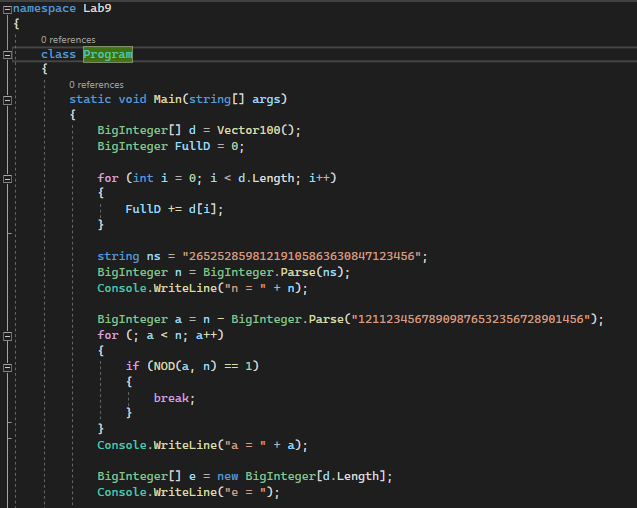 namespace Lab9
{
0 references
class Program
{
0 references
static void Main(string[] args)
{
BigInteger[] d = Vector100();
BigInteger FullD = 0;
for (int i = 0; i < d.Length; i++)
{
FullD += d[i];
}
string ns = "26525285981219105863630847123456";
BigInteger n = BigInteger.Parse(ns);
Console.WriteLine("n = " + n);
BigInteger a = n - BigInteger.Parse("12112345678909876532356728901456");
for (; a < n; a++)
{
if (NOD(a, n) == 1)
{
break;
}
}
Console.WriteLine("a = " + a);
BigInteger[] e = new BigInteger[d.Length];
Console.WriteLine("e = ");